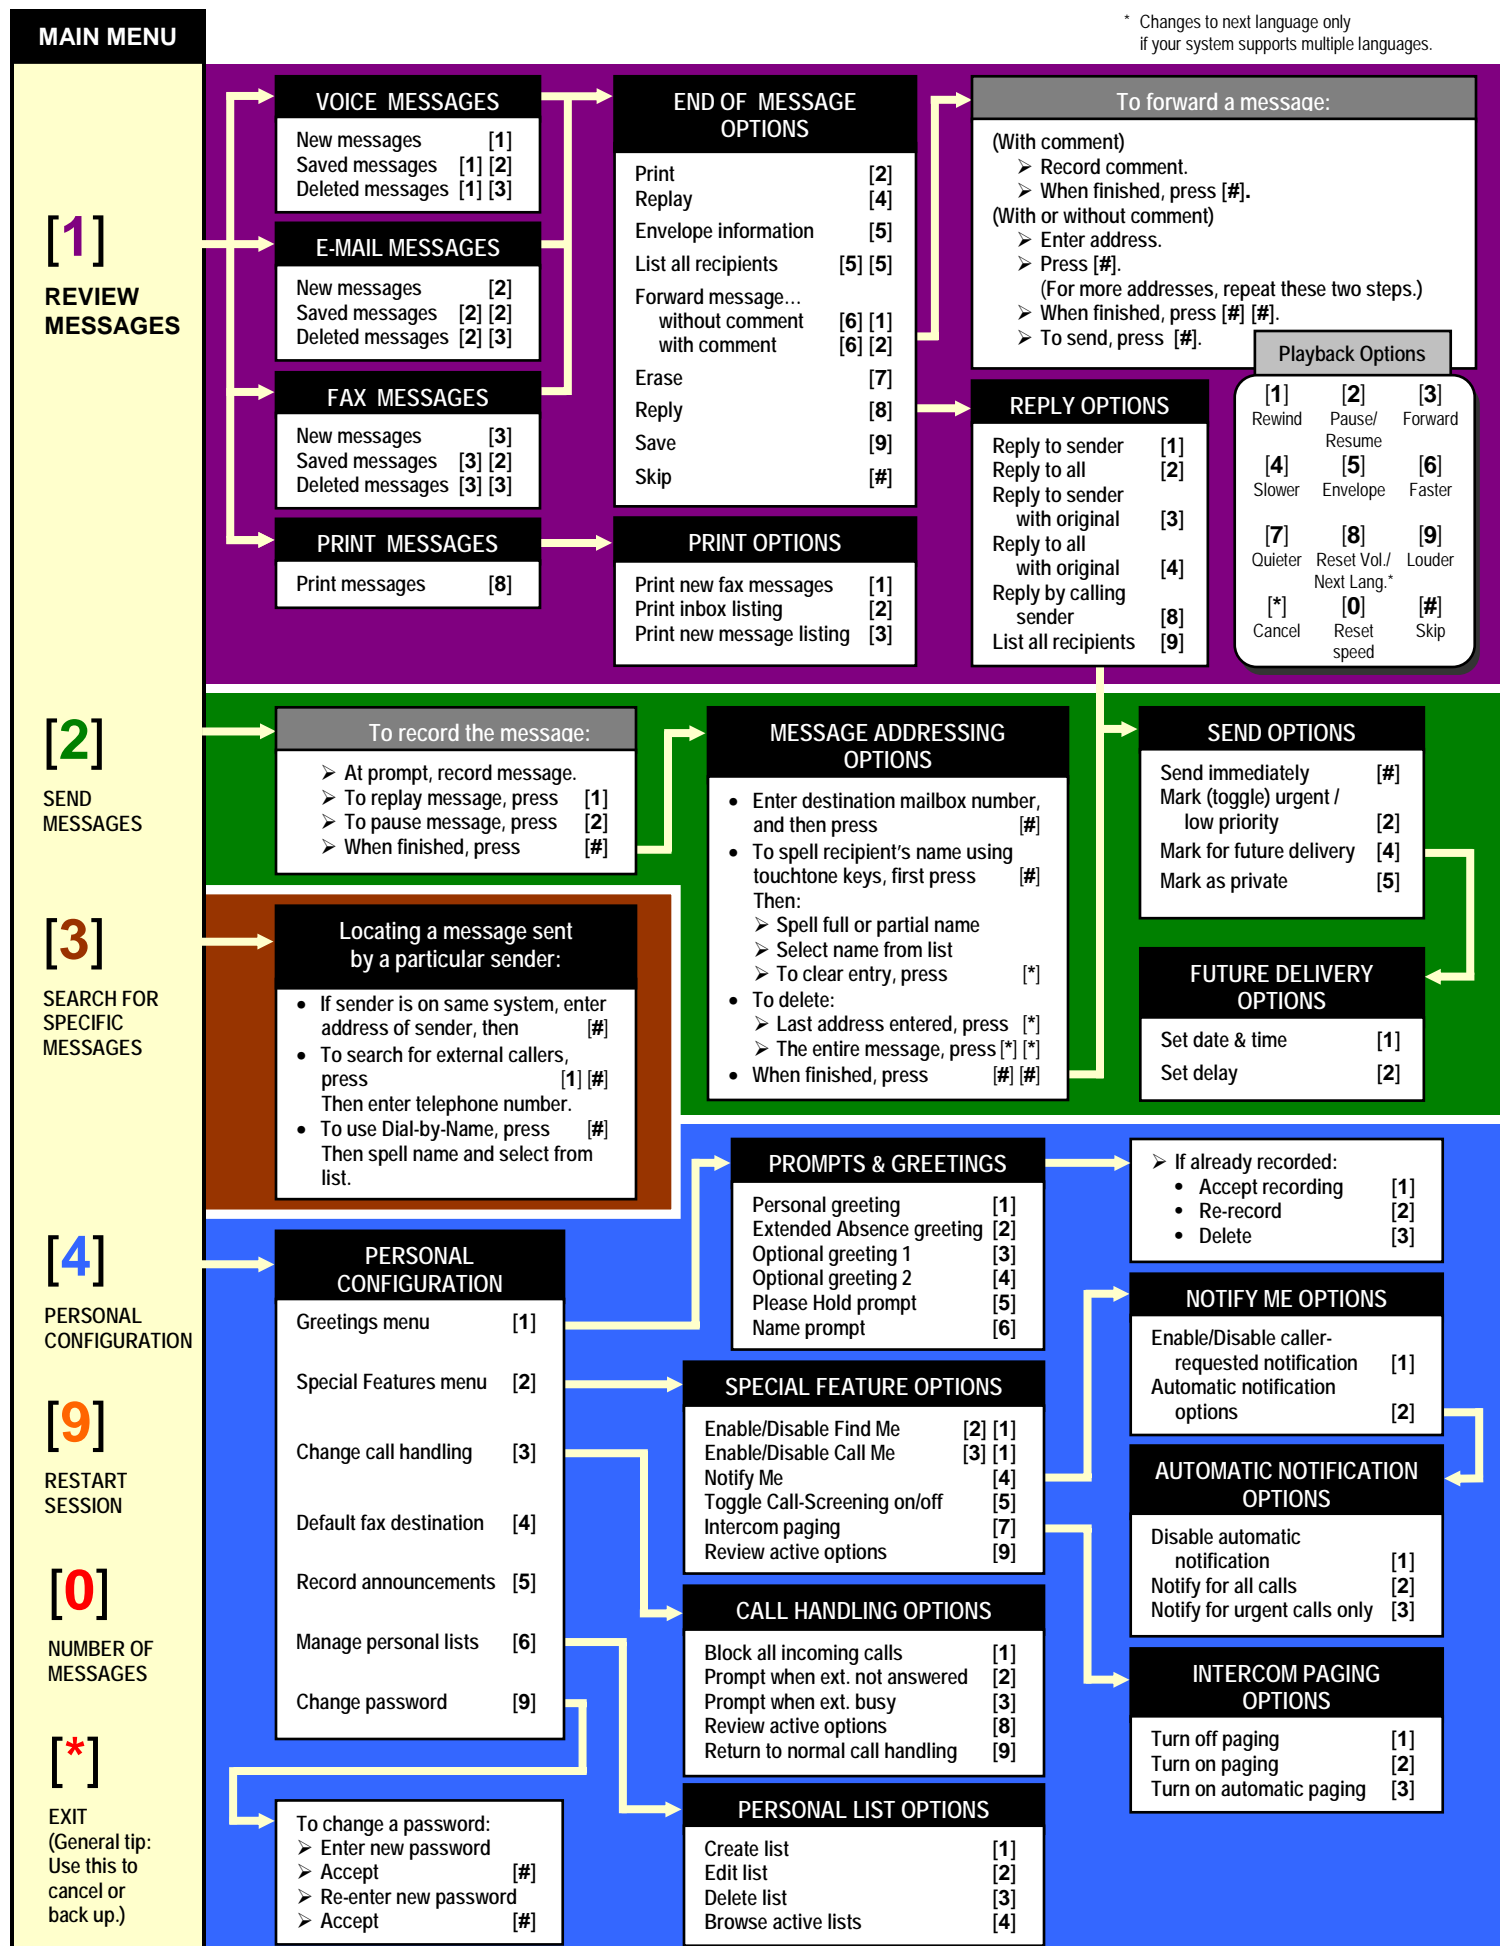 MAIN MENU
* Changes to next language only
if your system supports multiple languages.
[1]
REVIEW
MESSAGES
VOICE MESSAGES
New messages [1]
Saved messages [1] [2]
Deleted messages [1] [3]
E-MAIL MESSAGES
New messages [2]
Saved messages [2] [2]
Deleted messages [2] [3]
FAX MESSAGES
New messages [3]
Saved messages [3] [2]
Deleted messages [3] [3]
PRINT MESSAGES
Print messages [8]
END OF MESSAGE
OPTIONS
Print [2]
Replay [4]
Envelope information [5]
List all recipients [5] [5]
Forward message…
without comment [6] [1]
with comment [6] [2]
Erase [7]
Reply [8]
Save [9]
Skip [#]
PRINT OPTIONS
Print new fax messages [1]
Print inbox listing [2]
Print new message listing [3]
To forward a message:
(With comment)
➢ Record comment.
➢ When finished, press [#].
(With or without comment)
➢ Enter address.
➢ Press [#].
(For more addresses, repeat these two steps.)
➢ When finished, press [#] [#].
➢ To send, press [#].
REPLY OPTIONS
Reply to sender [1]
Reply to all [2]
Reply to sender
with original [3]
Reply to all
with original [4]
Reply by calling
sender [8]
List all recipients [9]
Playback Options
[1] [2] [3]
Rewind Pause/ Forward
Resume
[4] [5] [6]
Slower Envelope Faster
[7] [8] [9]
Quieter Reset Vol./ Louder
Next Lang.*
[*] [0] [#]
Cancel Reset Skip
speed
[2]
SEND
MESSAGES
To record the message:
➢ At prompt, record message.
➢ To replay message, press [1]
➢ To pause message, press [2]
➢ When finished, press [#]
MESSAGE ADDRESSING
OPTIONS
• Enter destination mailbox number,
and then press [#]
• To spell recipient's name using
touchtone keys, first press [#]
Then:
➢ Spell full or partial name
➢ Select name from list
➢ To clear entry, press [*]
• To delete:
➢ Last address entered, press [*]
➢ The entire message, press [*] [*]
• When finished, press [#] [#]
SEND OPTIONS
Send immediately [#]
Mark (toggle) urgent /
low priority [2]
Mark for future delivery [4]
Mark as private [5]
FUTURE DELIVERY
OPTIONS
Set date & time [1]
Set delay [2]
[3]
SEARCH FOR
SPECIFIC
MESSAGES
Locating a message sent
by a particular sender:
• If sender is on same system, enter
address of sender, then [#]
• To search for external callers,
press [1] [#]
Then enter telephone number.
• To use Dial-by-Name, press [#]
Then spell name and select from
list.
[4]
PERSONAL
CONFIGURATION
PERSONAL
CONFIGURATION
Greetings menu [1]
Special Features menu [2]
Change call handling [3]
Default fax destination [4]
Record announcements [5]
Manage personal lists [6]
Change password [9]
PROMPTS & GREETINGS
Personal greeting [1]
Extended Absence greeting [2]
Optional greeting 1 [3]
Optional greeting 2 [4]
Please Hold prompt [5]
Name prompt [6]
➢ If already recorded:
• Accept recording [1]
• Re-record [2]
• Delete [3]
SPECIAL FEATURE OPTIONS
Enable/Disable Find Me [2] [1]
Enable/Disable Call Me [3] [1]
Notify Me [4]
Toggle Call-Screening on/off [5]
Intercom paging [7]
Review active options [9]
NOTIFY ME OPTIONS
Enable/Disable caller-
requested notification [1]
Automatic notification
options [2]
AUTOMATIC NOTIFICATION
OPTIONS
Disable automatic
notification [1]
Notify for all calls [2]
Notify for urgent calls only [3]
CALL HANDLING OPTIONS
Block all incoming calls [1]
Prompt when ext. not answered [2]
Prompt when ext. busy [3]
Review active options [8]
Return to normal call handling [9]
INTERCOM PAGING
OPTIONS
Turn off paging [1]
Turn on paging [2]
Turn on automatic paging [3]
PERSONAL LIST OPTIONS
Create list [1]
Edit list [2]
Delete list [3]
Browse active lists [4]
To change a password:
➢ Enter new password
➢ Accept [#]
➢ Re-enter new password
➢ Accept [#]
[9]
RESTART
SESSION
[0]
NUMBER OF
MESSAGES
[*]
EXIT
(General tip:
Use this to
cancel or
back up.)